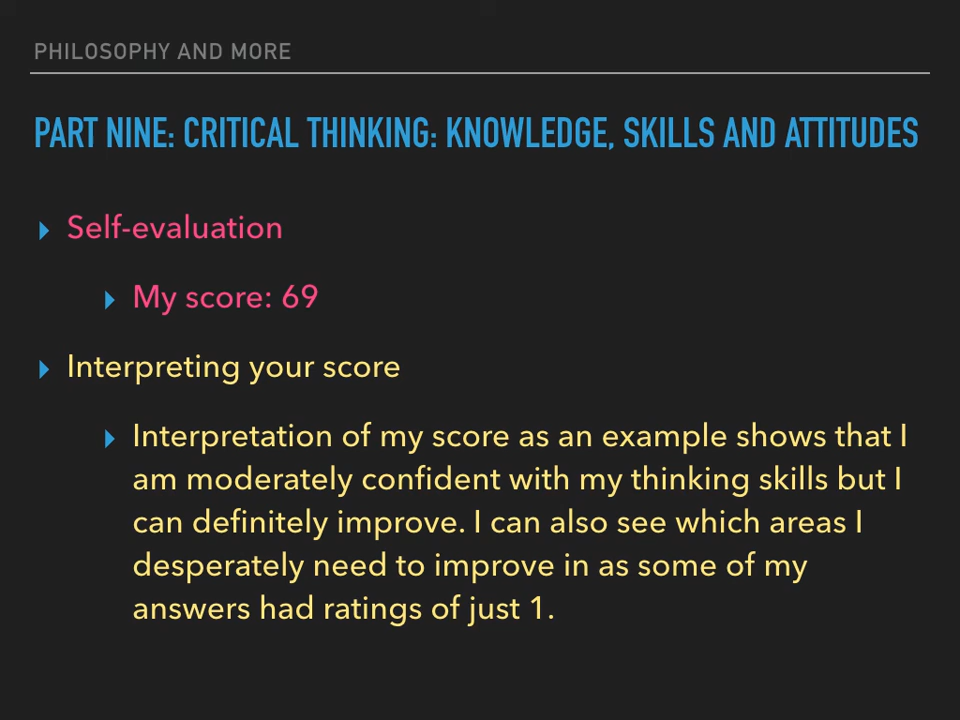 PHILOSOPHY AND MORE
PART NINE: CRITICAL THINKING: KNOWLEDGE, SKILLS AND ATTITUDES
Self-evaluation
My score: 69
Interpreting your score
Interpretation of my score as an example shows that I
am moderately confident with my thinking skills but I
can definitely improve. I can also see which areas I
desperately need to improve in as some of my
answers had ratings of just 1.